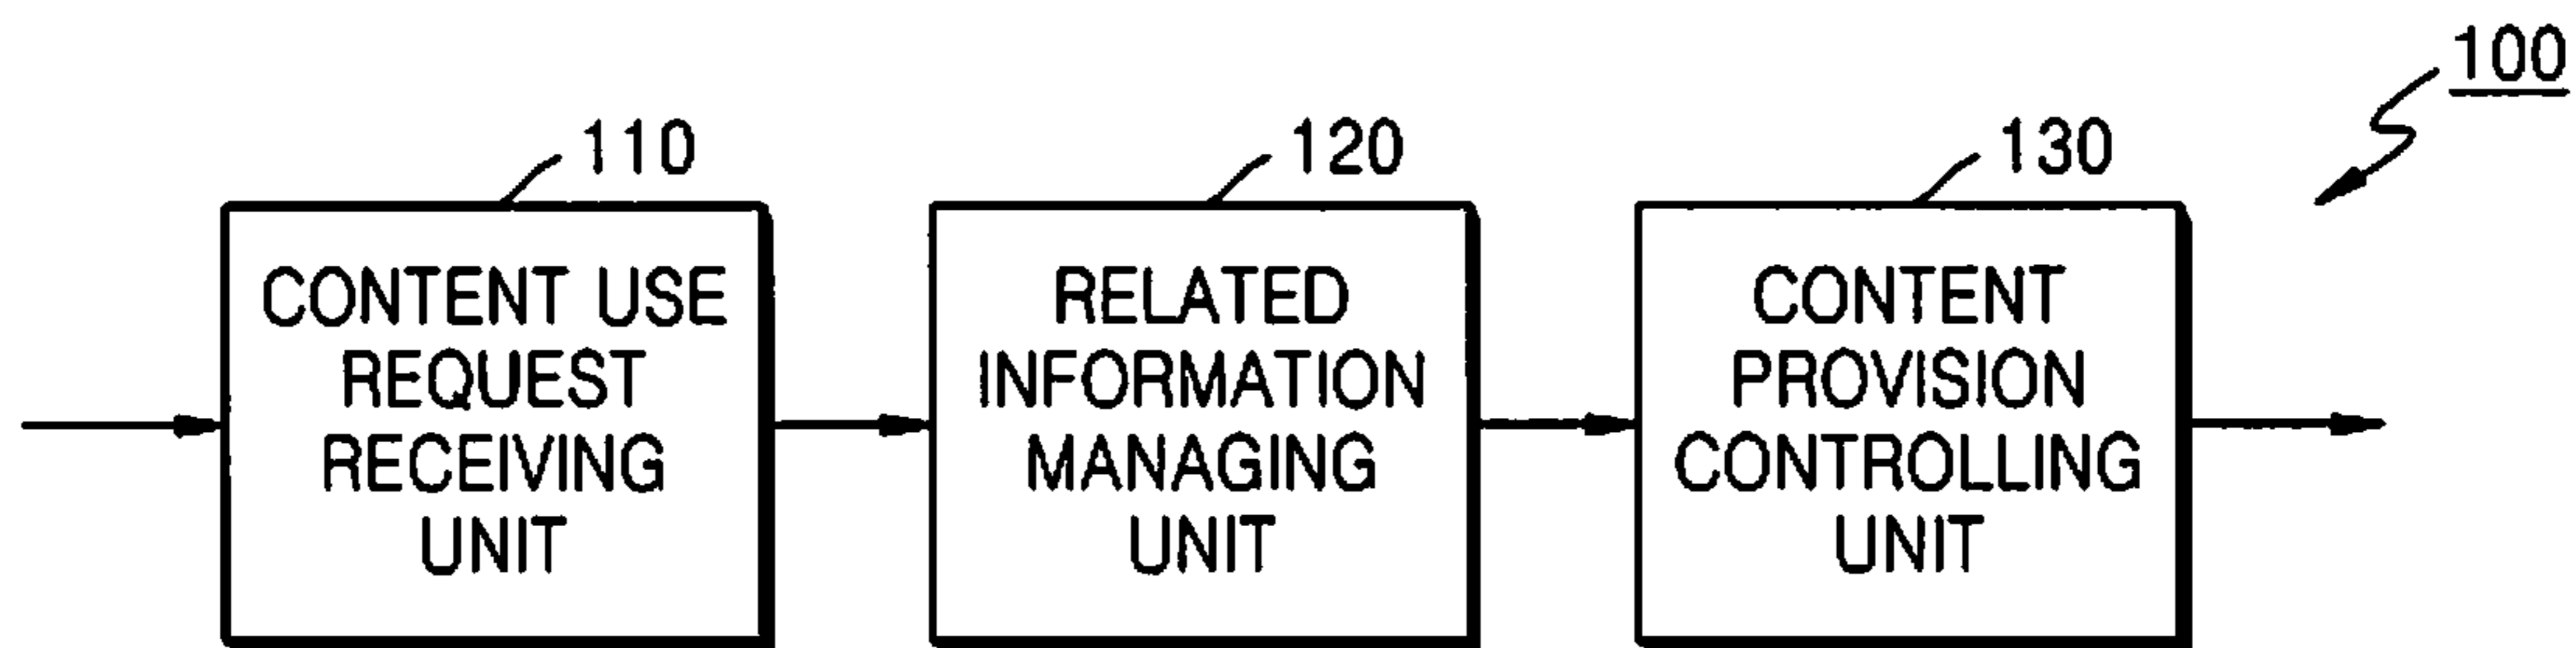 100
110
120
130
CONTENT USE
REQUEST
RECEIVING
UNIT
RELATED
INFORMATION
MANAGING
UNIT
CONTENT
PROVISION
CONTROLLING
UNIT